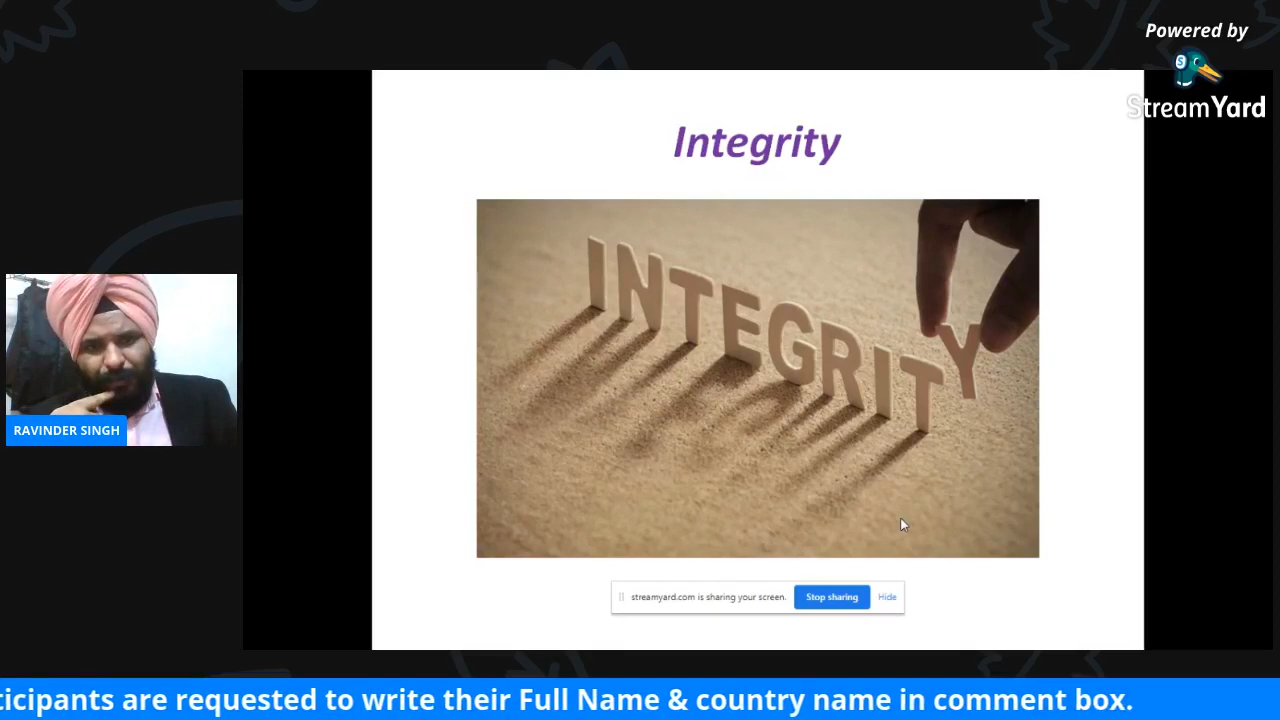 Powered by
StreamYard
Integrity
INTEGRITY
RAVINDER SINGH
streamyard.com is sharing your screen. Stop sharing Hide
ticipants are requested to write their Full Name & country name in comment box.